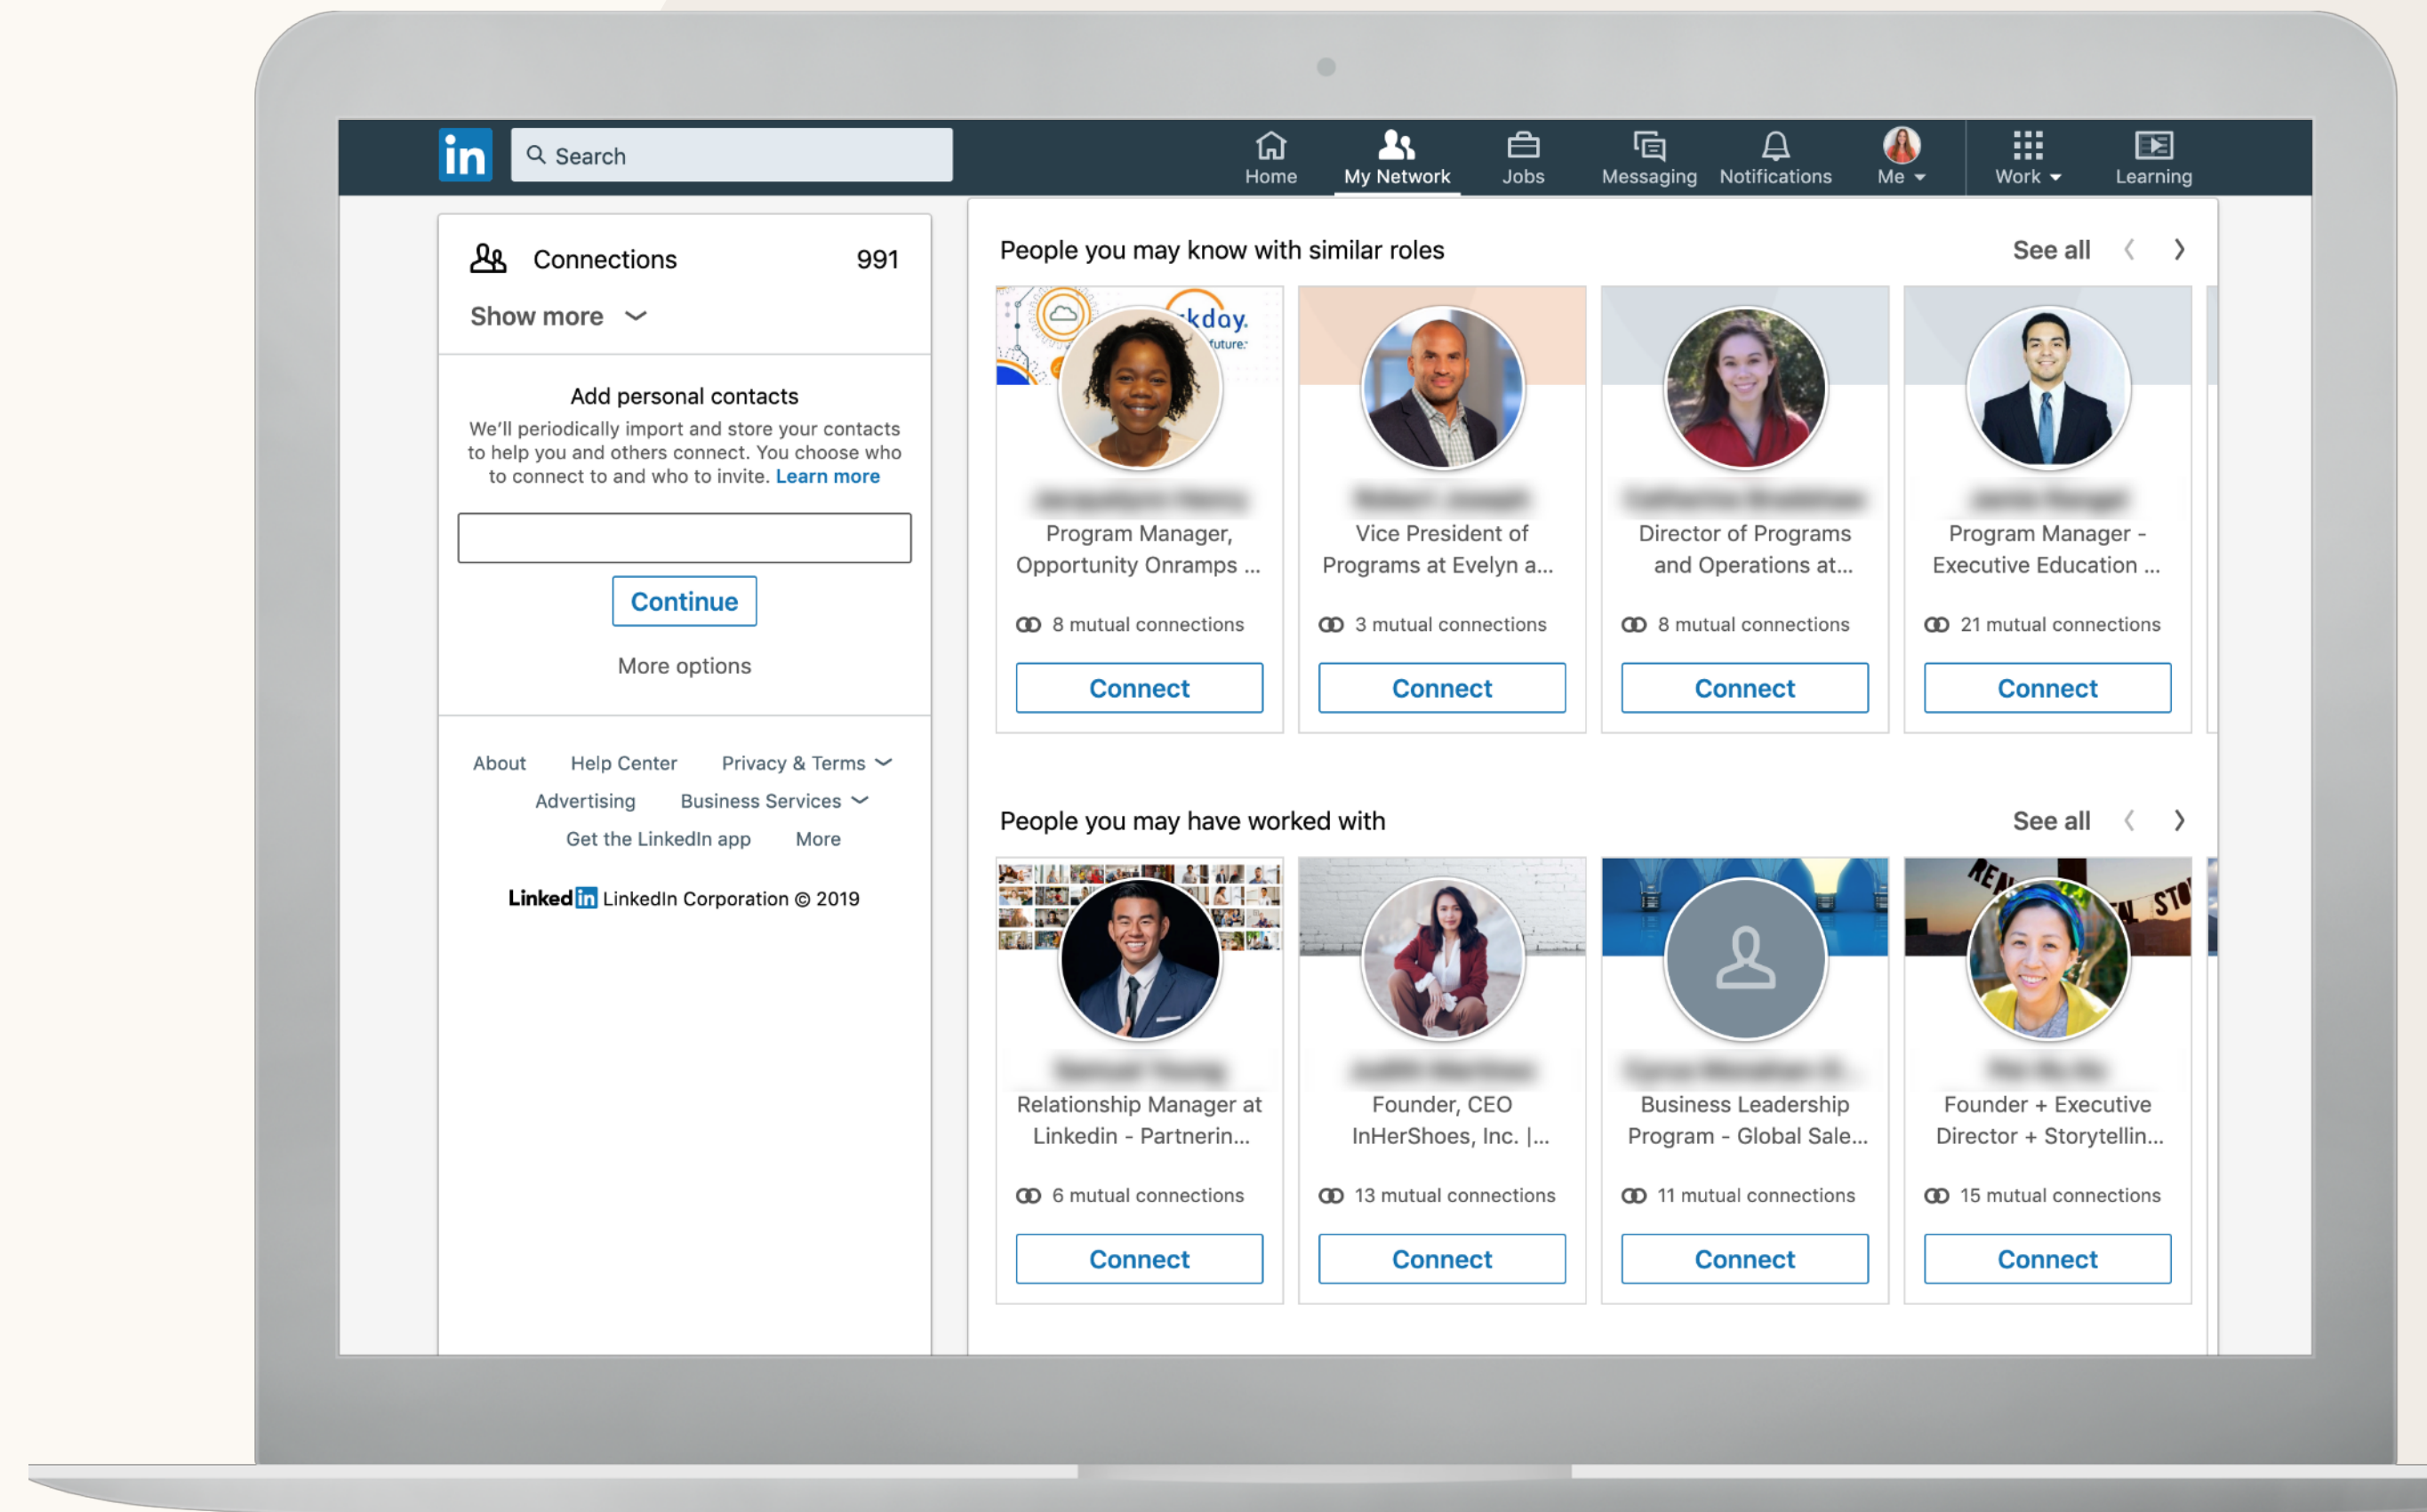 in
Search
Home
My Network
Jobs
Messaging
Notifications
Me
Work
Learning
Connections 991
Show more
Add personal contacts
We'll periodically import and store your contacts
to help you and others connect. You choose who
to connect to and who to invite. Learn more
Continue
More options
About Help Center Privacy & Terms
Advertising Business Services
Get the LinkedIn app More
Linkedin LinkedIn Corporation © 2019
People you may know with similar roles
See all
kday.
future.
Program Manager,
Opportunity Onramps ...
8 mutual connections
Connect
Vice President of
Programs at Evelyn a...
3 mutual connections
Connect
Director of Programs
and Operations at...
8 mutual connections
Connect
Program Manager -
Executive Education ...
21 mutual connections
Connect
People you may have worked with
See all
Relationship Manager at
Linkedin - Partnerin...
6 mutual connections
Connect
Founder, CEO
InHerShoes, Inc. |...
13 mutual connections
Connect
Business Leadership
Program - Global Sale...
11 mutual connections
Connect
Founder + Executive
Director + Storytellin...
15 mutual connections
Connect